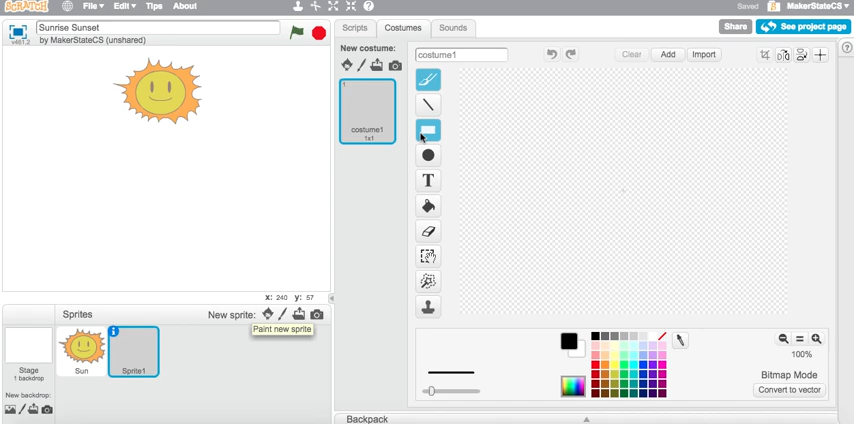 SCRATCH File▾ Edit▾ Tips About Saved S MakerStateCS▾
v461.2 Sunrise Sunset
by MakerStateCS (unshared)
Share See project page
Scripts Costumes Sounds
New costume:
costume1 Clear Add Import
1
costume1
1x1
T
x: 240 y: 57
Sprites New sprite:
Paint new sprite
Stage
1 backdrop
Sun
Sprite1
New backdrop:
100%
Bitmap Mode
Convert to vector
Backpack